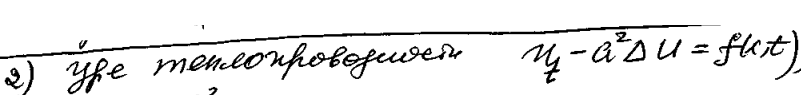 2) Ур-е теплопроводности u_t - a²Δu = f(x,t),